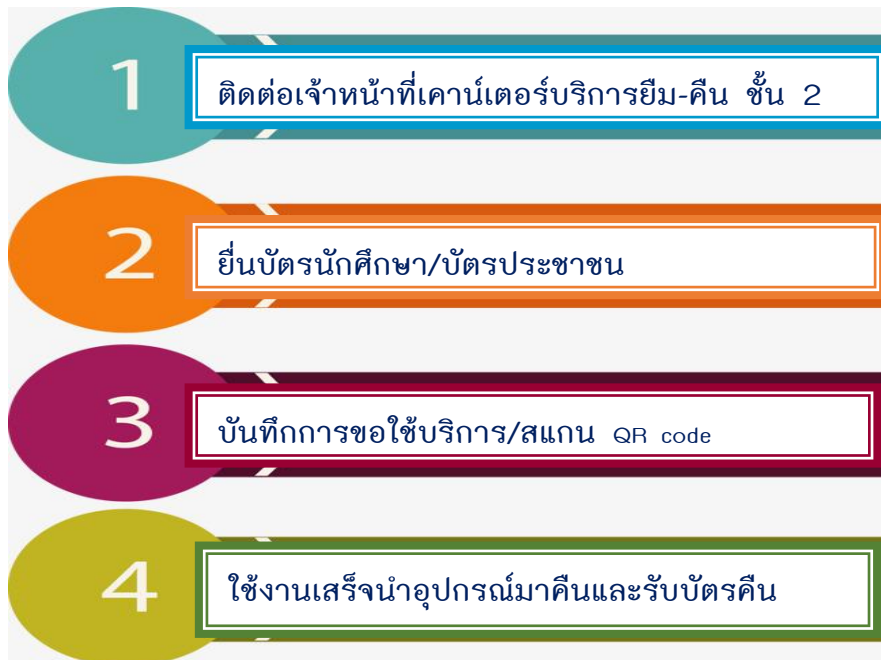 1
ติดต่อเจ้าหน้าที่เคาน์เตอร์บริการยืม-คืน ชั้น 2
2
ยื่นบัตรนักศึกษา/บัตรประชาชน
3
บันทึกการขอใช้บริการ/สแกน QR code
4
ใช้งานเสร็จนำอุปกรณ์มาคืนและรับบัตรคืน